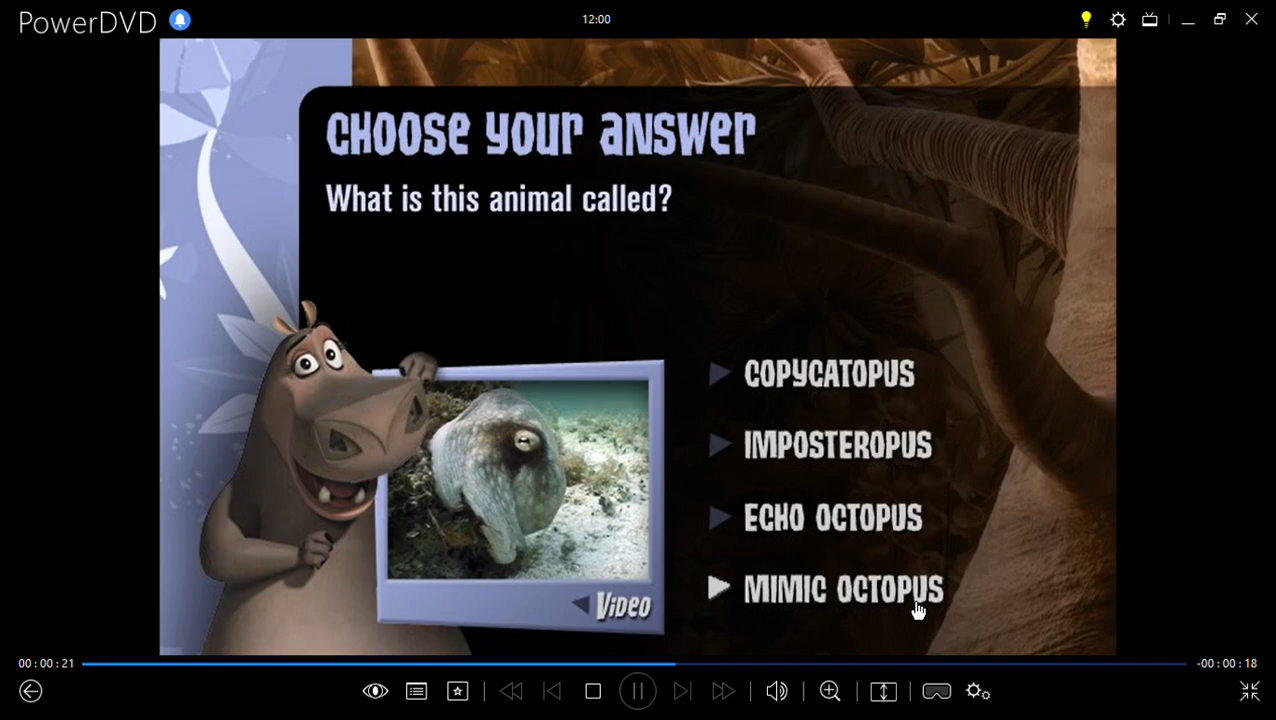 PowerDVD
12:00
CHOOSE YOUR ANSWER
What is this animal called?
COPYCATOPUS
IMPOSTEROPUS
ECHO OCTOPUS
MIMIC OCTOPUS
VIDEO
00:00:21
-00:00:18